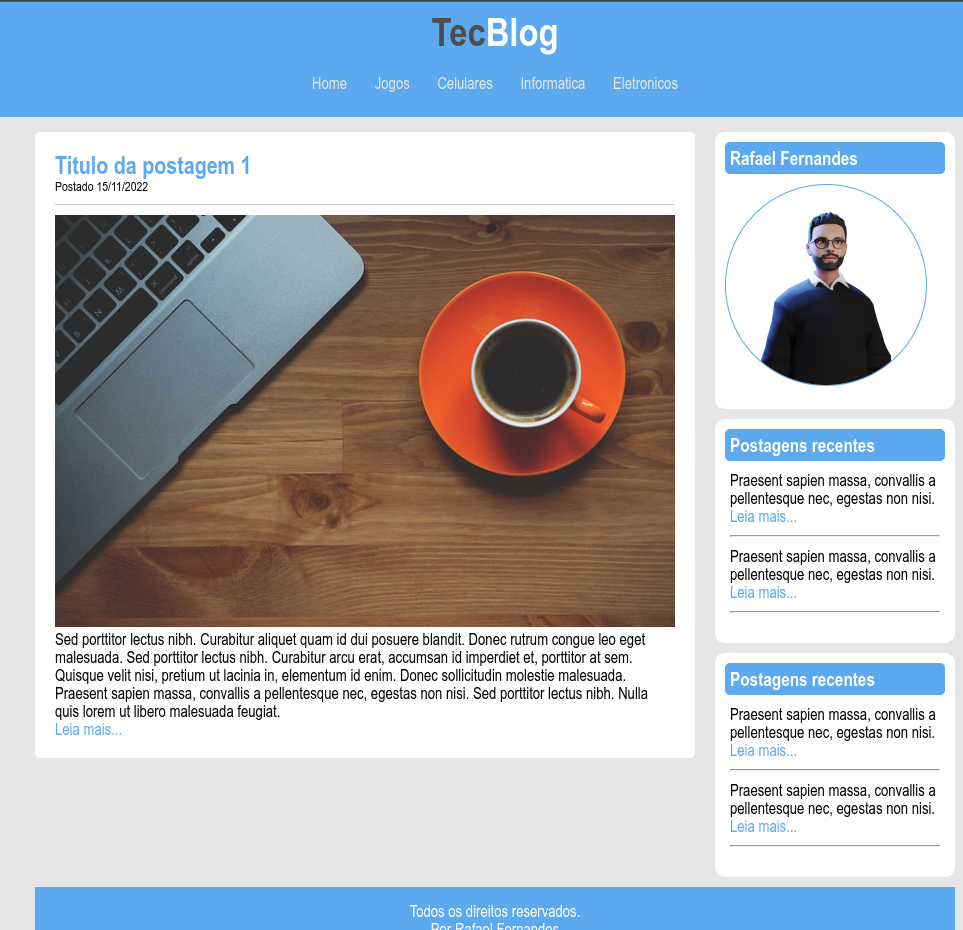 TecBlog
Home Jogos Celulares Informatica Eletronicos
Titulo da postagem 1
Postado 15/11/2022
Sed porttitor lectus nibh. Curabitur aliquet quam id dui posuere blandit. Donec rutrum congue leo eget
malesuada. Sed porttitor lectus nibh. Curabitur arcu erat, accumsan id imperdiet et, porttitor at sem.
Quisque velit nisi, pretium ut lacinia in, elementum id enim. Donec sollicitudin molestie malesuada.
Praesent sapien massa, convallis a pellentesque nec, egestas non nisi. Sed porttitor lectus nibh. Nulla
quis lorem ut libero malesuada feugiat.
Leia mais...
Rafael Fernandes
Postagens recentes
Praesent sapien massa, convallis a
pellentesque nec, egestas non nisi.
Leia mais...
Praesent sapien massa, convallis a
pellentesque nec, egestas non nisi.
Leia mais...
Postagens recentes
Praesent sapien massa, convallis a
pellentesque nec, egestas non nisi.
Leia mais...
Praesent sapien massa, convallis a
pellentesque nec, egestas non nisi.
Leia mais...
Todos os direitos reservados.
Por Rafael Fernandes